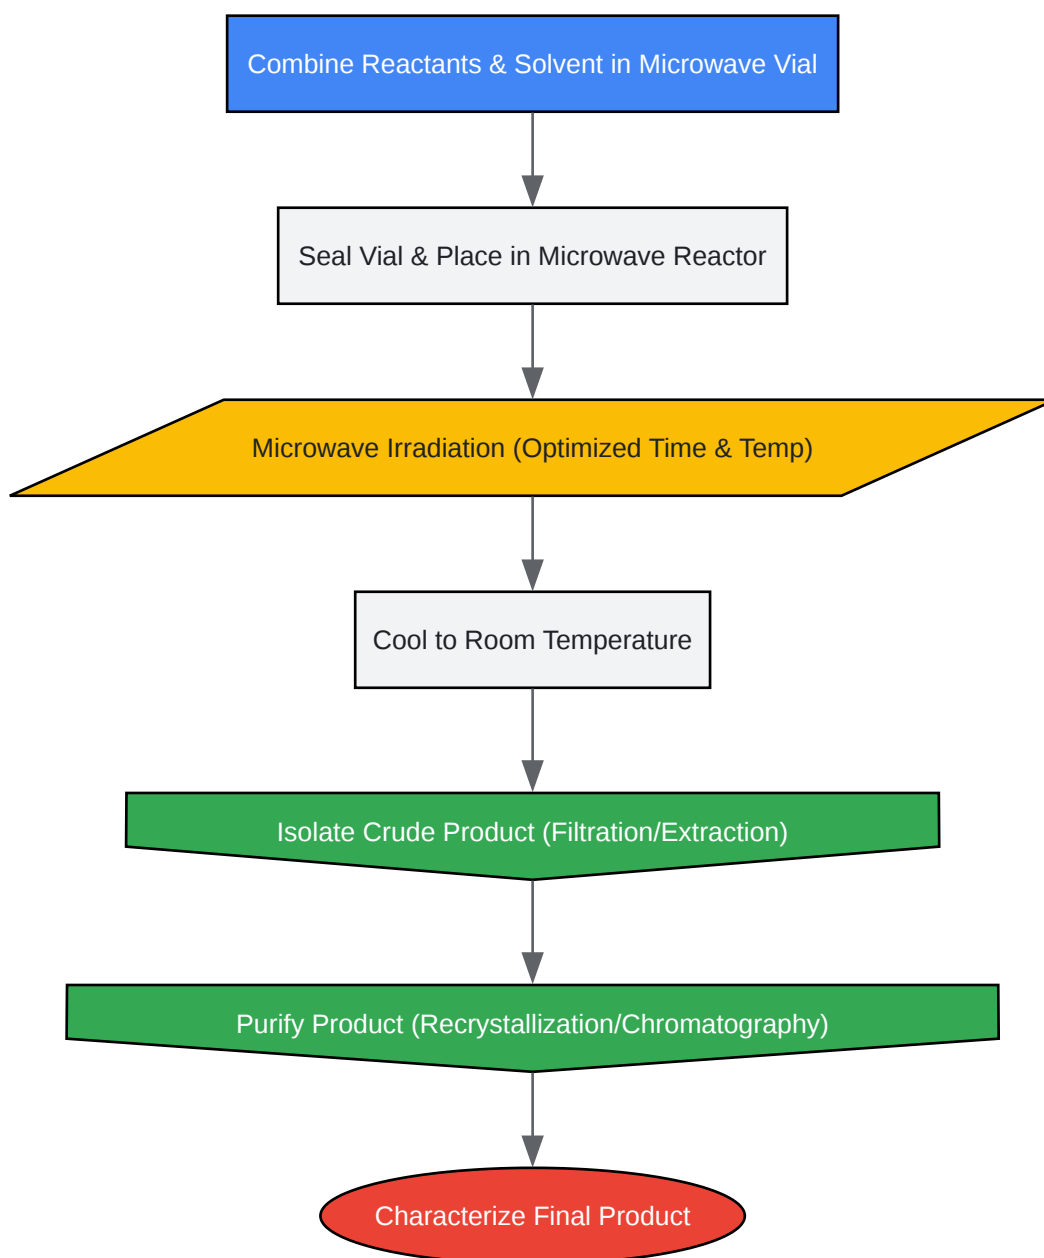 Combine Reactants & Solvent in Microwave Vial
Seal Vial & Place in Microwave Reactor
Microwave Irradiation (Optimized Time & Temp)
Cool to Room Temperature
Isolate Crude Product (Filtration/Extraction)
Purify Product (Recrystallization/Chromatography)
Characterize Final Product